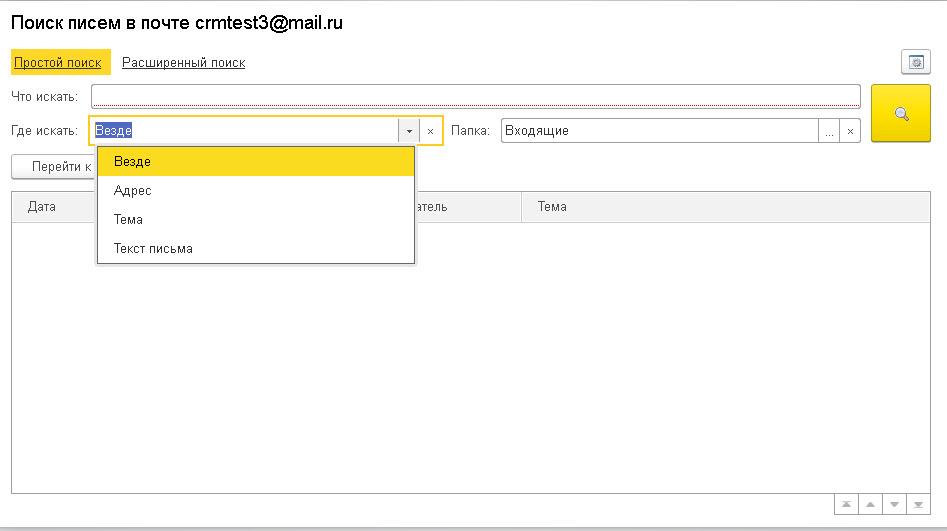 Поиск писем в почте crmtest3@mail.ru
Простой поиск Расширенный поиск
Что искать:
Где искать: Везде × Папка: Входящие ... ×
Перейти к
Везде
Адрес
Тема
Текст письма
Дата атель Тема